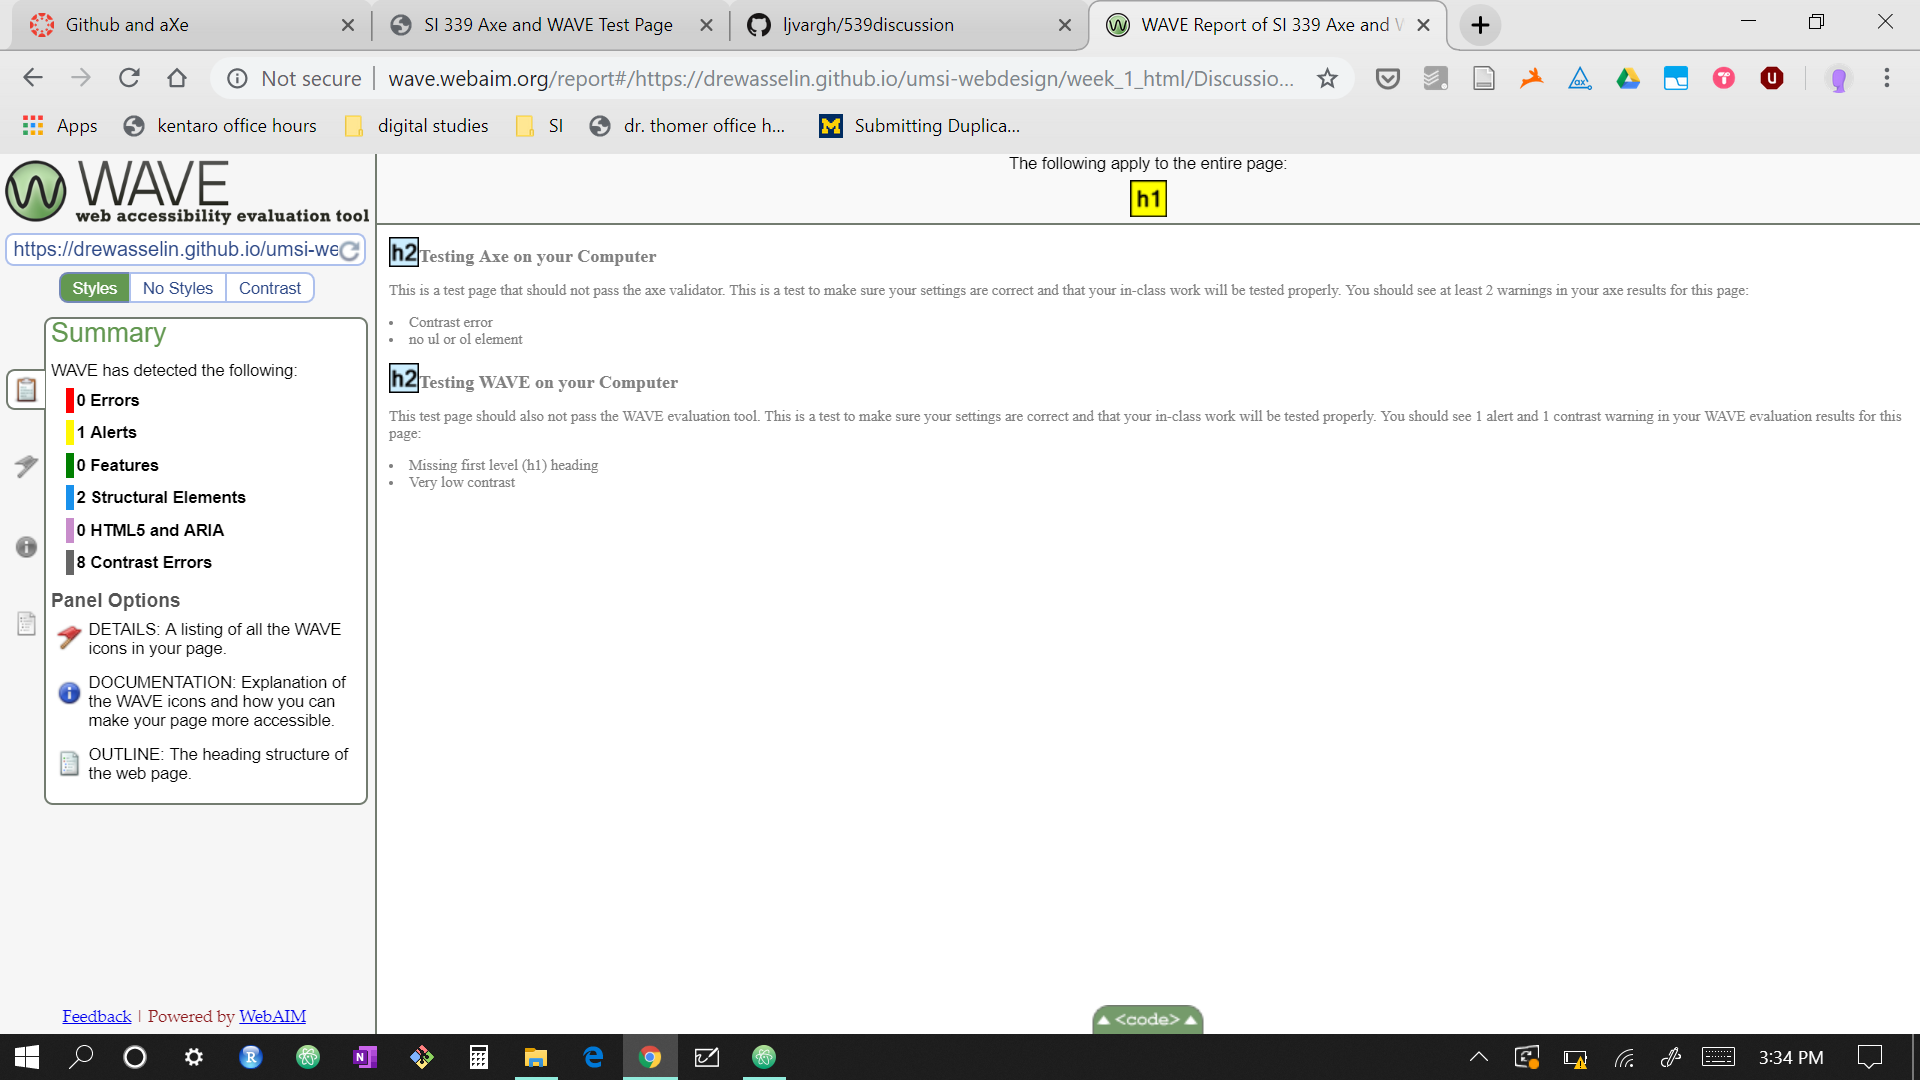 Github and aXe
SI 339 Axe and WAVE Test Page
ljvargh/539discussion
WAVE Report of SI 339 Axe and W
Not secure
wave.webaim.org/report#/https://drewasselin.github.io/umsi-webdesign/week_1_html/Discussio...
Apps
kentaro office hours
digital studies
SI
dr. thomer office h...
Submitting Duplica...
WAVE
web accessibility evaluation tool
https://drewasselin.github.io/umsi-we
Styles
No Styles
Contrast
Summary
WAVE has detected the following:
0 Errors
1 Alerts
0 Features
2 Structural Elements
0 HTML5 and ARIA
8 Contrast Errors
Panel Options
DETAILS: A listing of all the WAVE
icons in your page.
DOCUMENTATION: Explanation of
the WAVE icons and how you can
make your page more accessible.
OUTLINE: The heading structure of
the web page.
Feedback | Powered by WebAIM
The following apply to the entire page:
h1
h2 Testing Axe on your Computer
This is a test page that should not pass the axe validator. This is a test to make sure your settings are correct and that your in-class work will be tested properly. You should see at least 2 warnings in your axe results for this page:
• Contrast error
• no ul or ol element
h2 Testing WAVE on your Computer
This test page should also not pass the WAVE evaluation tool. This is a test to make sure your settings are correct and that your in-class work will be tested properly. You should see 1 alert and 1 contrast warning in your WAVE evaluation results for this
page:
• Missing first level (h1) heading
• Very low contrast
<code>
3:34 PM